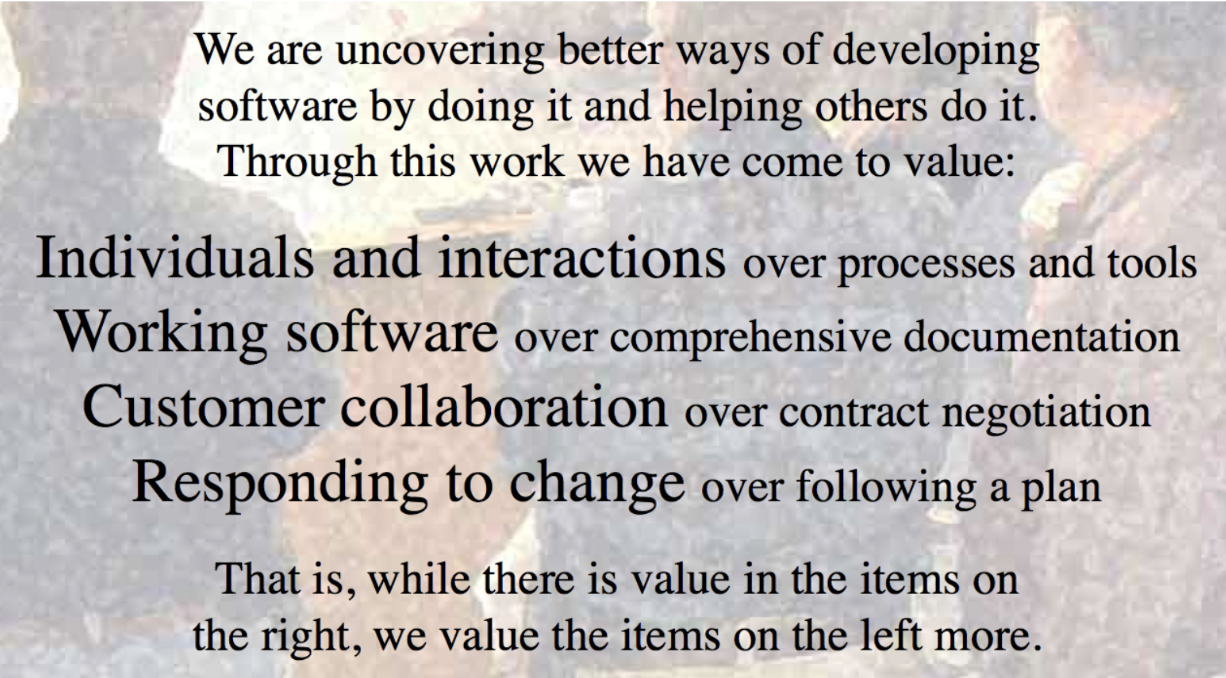 We are uncovering better ways of developing
software by doing it and helping others do it.
Through this work we have come to value:
Individuals and interactions over processes and tools
Working software over comprehensive documentation
Customer collaboration over contract negotiation
Responding to change over following a plan
That is, while there is value in the items on
the right, we value the items on the left more.